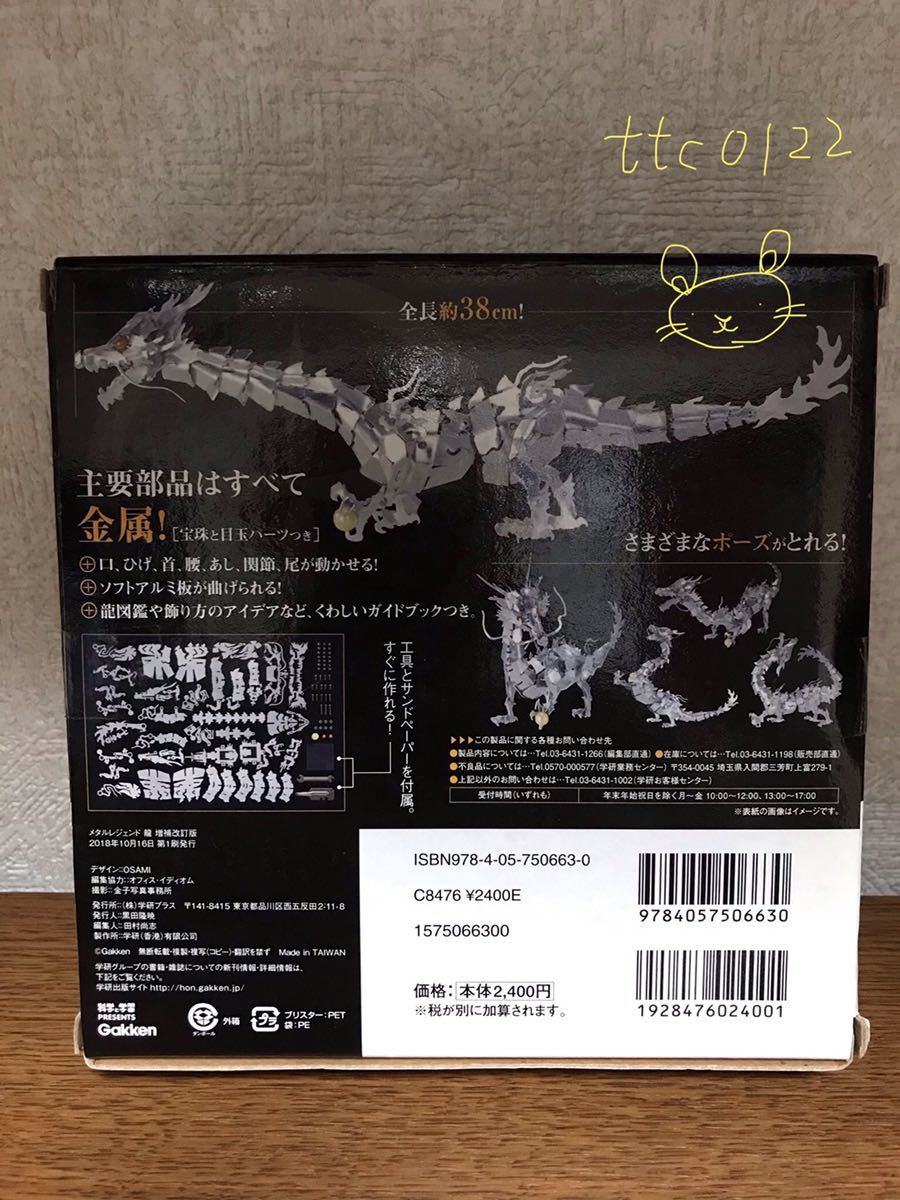 ttc0122
全長約38cm!
主要部品はすべて
金属![宝珠と目玉パーツつき]
口、ひげ、首、腰、あし、関節、尾が動かせる!
ソフトアルミ板が曲げられる!
龍図鑑や飾り方のアイデアなど、くわしいガイドブックつき。
さまざまなポーズがとれる!
工具とサンドペーパーを付属。
すぐに作れる!
▶▶▶この製品に関する各種お問い合わせ先
●製品内容については…Tel.03-6431-1266(編集部直通) ●在庫については…Tel.03-6431-1198(販売部直通)
●不良品については…Tel.0570-000577(学研業務センター) 〒354-0045 埼玉県入間郡三芳町上富279-1
●上記以外のお問い合わせは…Tel.03-6431-1002(学研お客様センター)
受付時間(いずれも) 年末年始祝日を除く月〜金 10:00〜12:00、13:00〜17:00
※表紙の画像はイメージです。
メタルレジェンド 龍 増補改訂版
2018年10月16日 第1刷発行
デザイン::OSAMI
編集協力::オフィス・イディオム
撮影::金子写真事務所
発行所::(株)学研プラス 〒141-8415 東京都品川区西五反田2-11-8
発行人::黒田隆暁
編集人::田村尚志
製作所::学研(香港)有限公司
©Gakken 無断転載・複製・複写(コピー)・翻訳を禁ず Made in TAIWAN
学研グループの書籍・雑誌についての新刊情報・詳細情報は、
下記をご覧ください。
学研出版サイト http://hon.gakken.jp/
科学と学習
PRESENTS
Gakken
ダンボール
外箱
プラ
ブリスター:PET
袋:PE
ISBN978-4-05-750663-0
C8476 ¥2400E
1575066300
価格:本体2,400円
※税が別に加算されます。
9784057506630
1928476024001